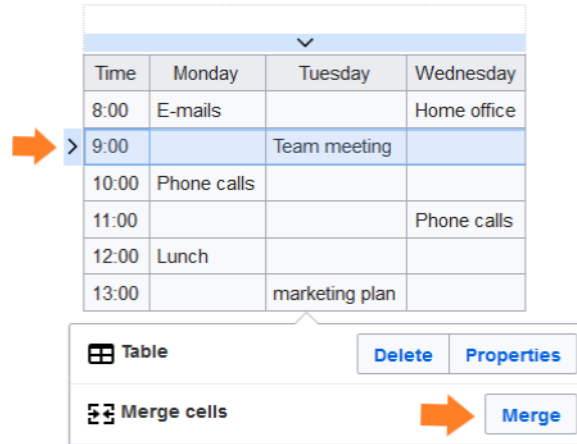 Time Monday Tuesday Wednesday
8:00 E-mails Home office
9:00 Team meeting
10:00 Phone calls
11:00 Phone calls
12:00 Lunch
13:00 marketing plan
Table Delete Properties
Merge cells Merge